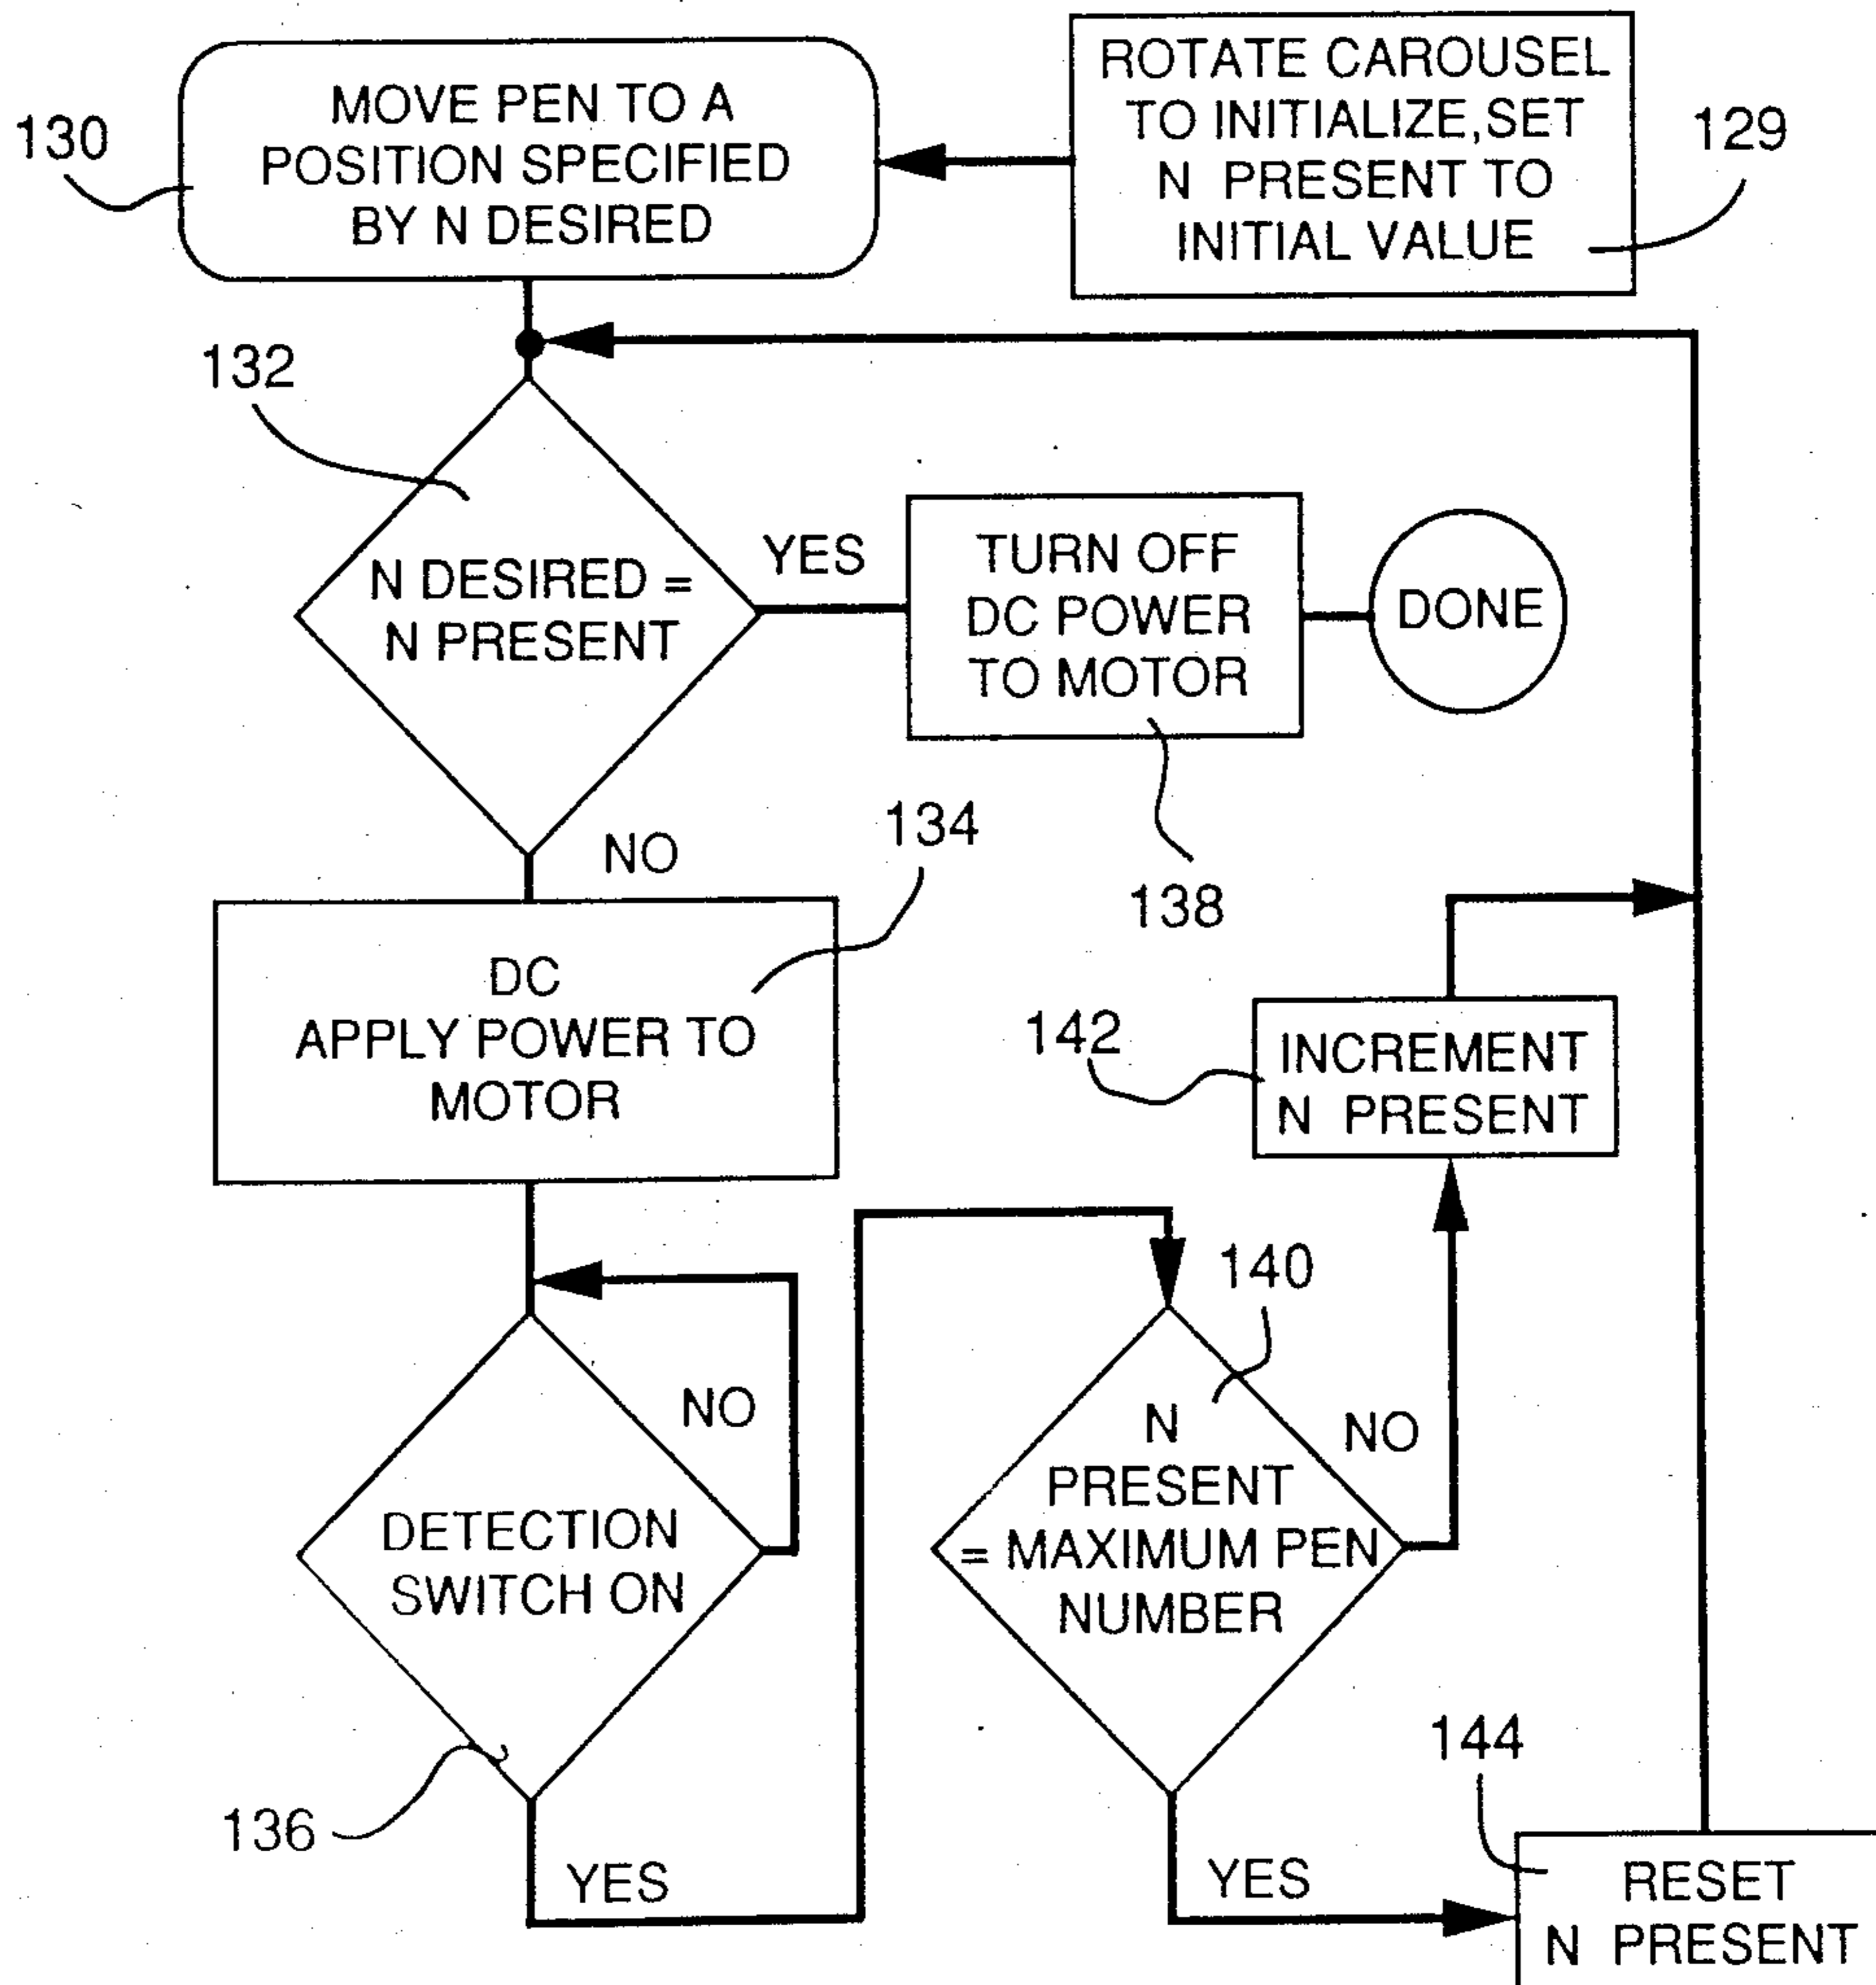 130
MOVE PEN TO A
POSITION SPECIFIED
BY N DESIRED
ROTATE CAROUSEL
TO INITIALIZE,SET
N PRESENT TO
INITIAL VALUE
129
132
N DESIRED =
N PRESENT
YES
TURN OFF
DC POWER
TO MOTOR
DONE
138
NO
134
DC
APPLY POWER TO
MOTOR
142
INCREMENT
N PRESENT
140
NO
DETECTION
SWITCH ON
136
YES
N
PRESENT
= MAXIMUM PEN
NUMBER
NO
YES
144
RESET
N PRESENT